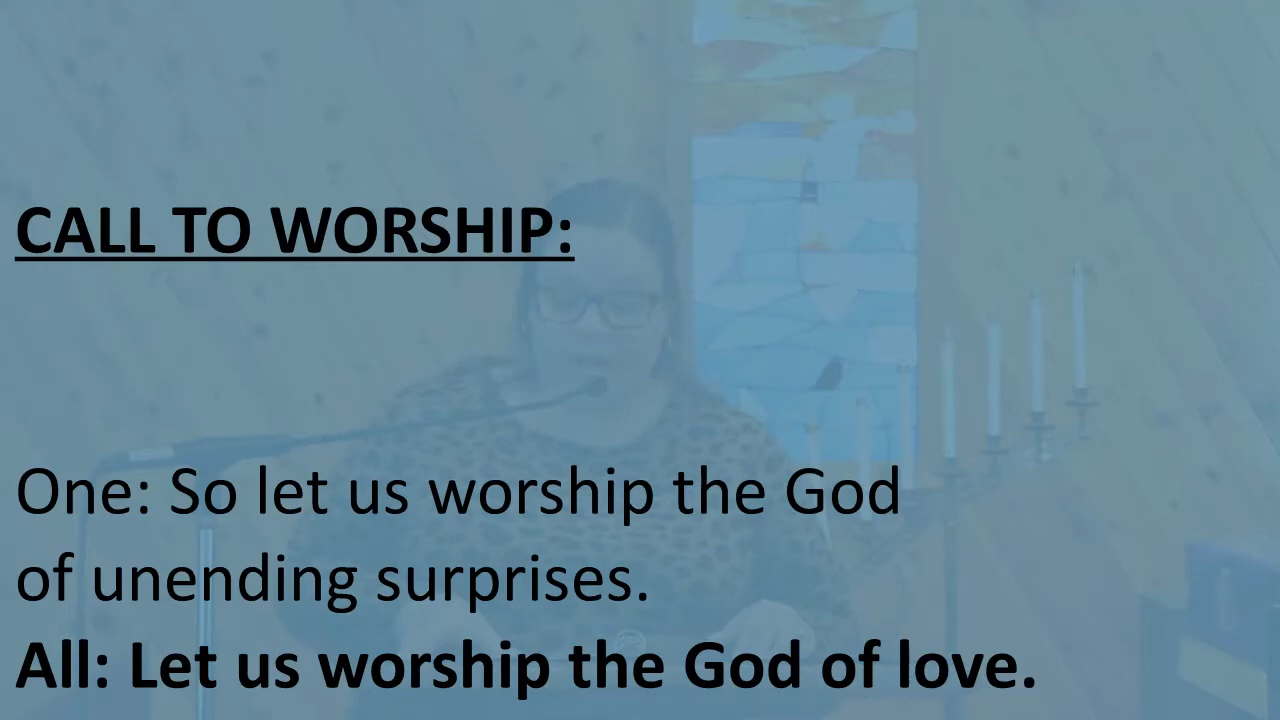 CALL TO WORSHIP:
One: So let us worship the God
of unending surprises.
All: Let us worship the God of love.